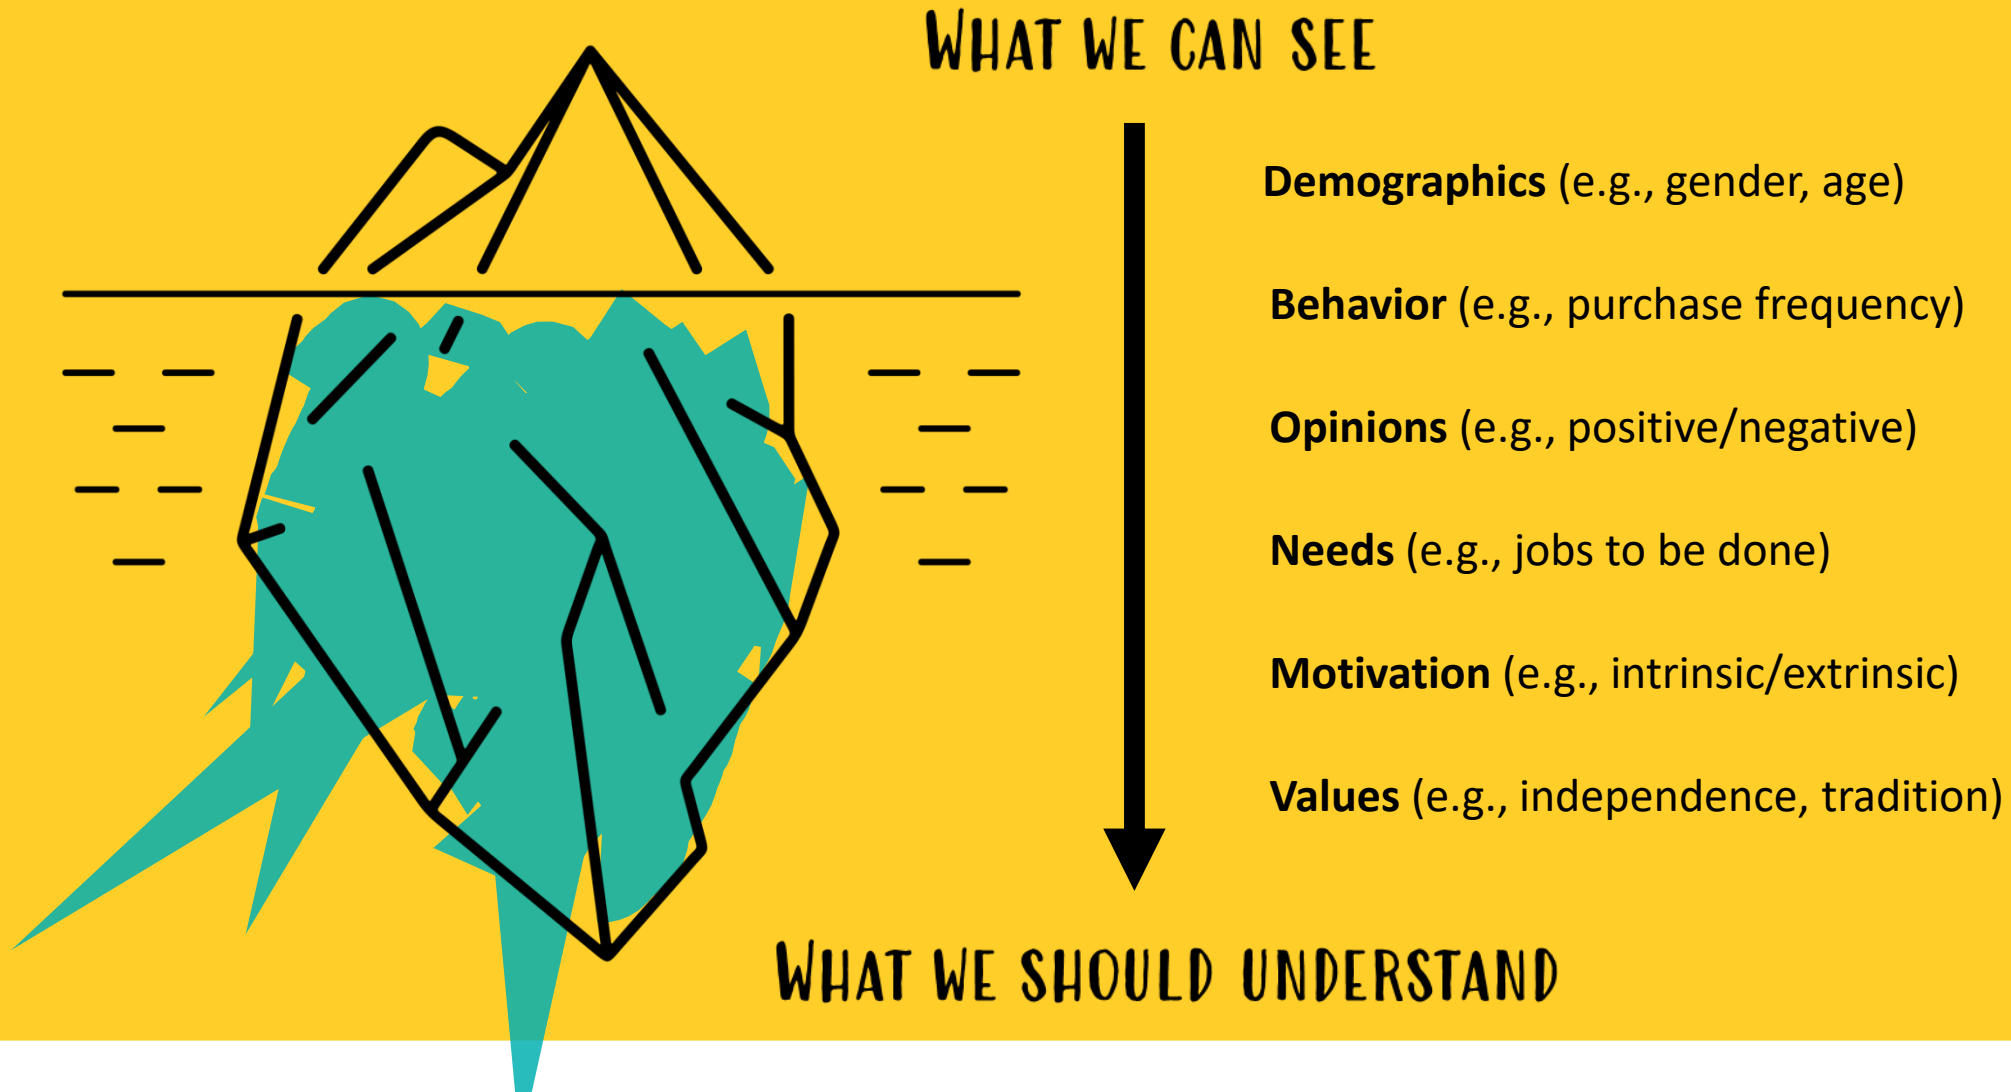 WHAT WE CAN SEE
Demographics (e.g., gender, age)
Behavior (e.g., purchase frequency)
Opinions (e.g., positive/negative)
Needs (e.g., jobs to be done)
Motivation (e.g., intrinsic/extrinsic)
Values (e.g., independence, tradition)
WHAT WE SHOULD UNDERSTAND